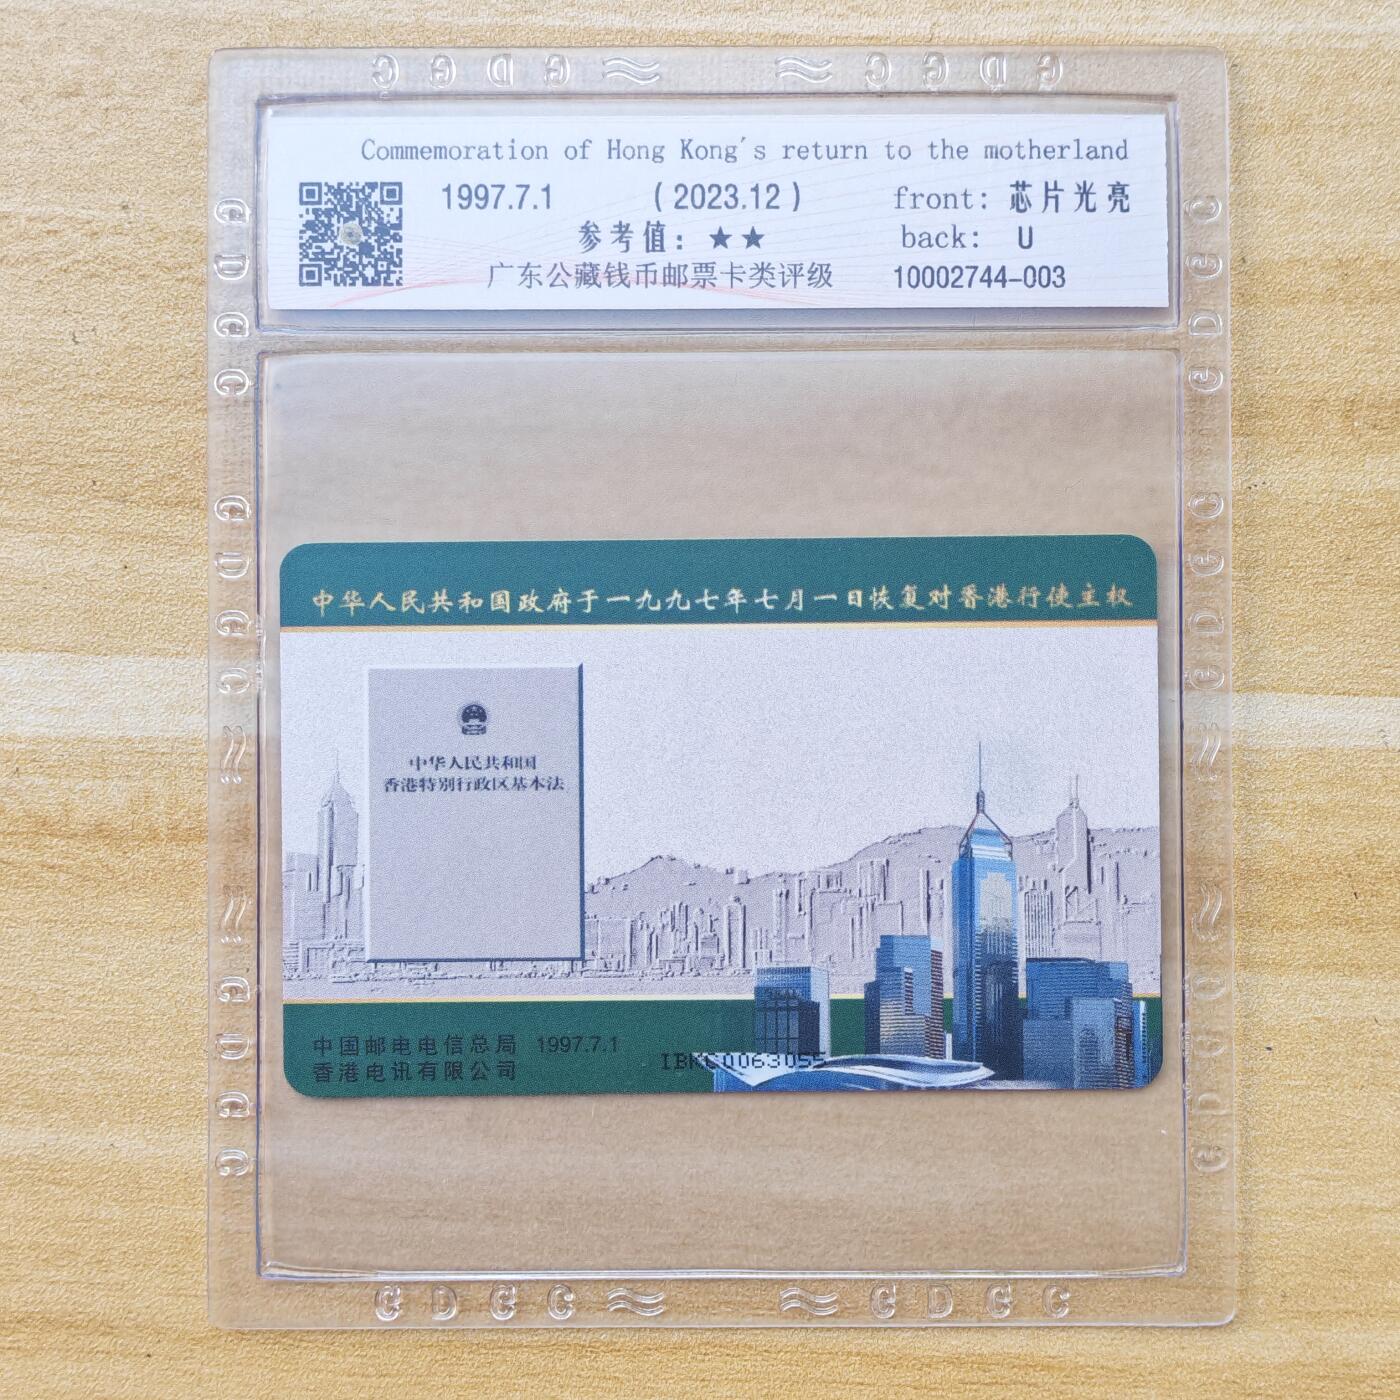 G D G C
C G D G
Commemoration of Hong Kong's return to the motherland
1997.7.1 (2023.12) front: 芯片光亮
参考值: ★★ back: U
广东公藏钱币邮票卡类评级 10002744-003
中华人民共和国政府于一九九七年七月一日恢复对香港行使主权
中华人民共和国
香港特别行政区基本法
中国邮电电信总局 1997.7.1
香港电讯有限公司
IBKC0063055
G D G C
G D G C